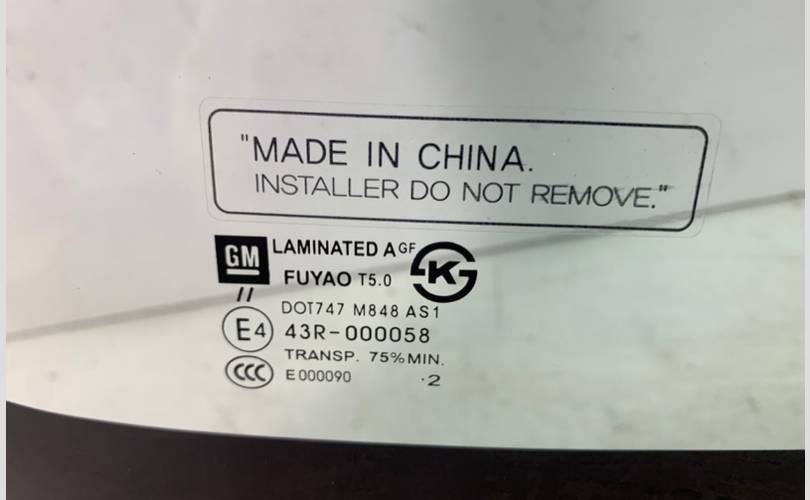 "MADE IN CHINA.
INSTALLER DO NOT REMOVE."
GM LAMINATED A GF
FUYAO T5.0 K
//
DOT747 M848 AS1
E4 43R-000058
TRANSP. 75% MIN.
CCC E000090 ·2